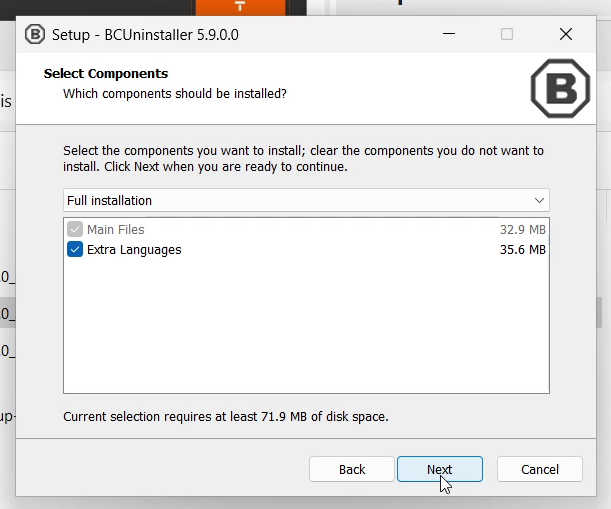 Setup - BCUninstaller 5.9.0.0
Select Components
Which components should be installed?
B
Select the components you want to install; clear the components you do not want to
install. Click Next when you are ready to continue.
Full installation
Main Files 32.9 MB
Extra Languages 35.6 MB
Current selection requires at least 71.9 MB of disk space.
Back Next Cancel
is